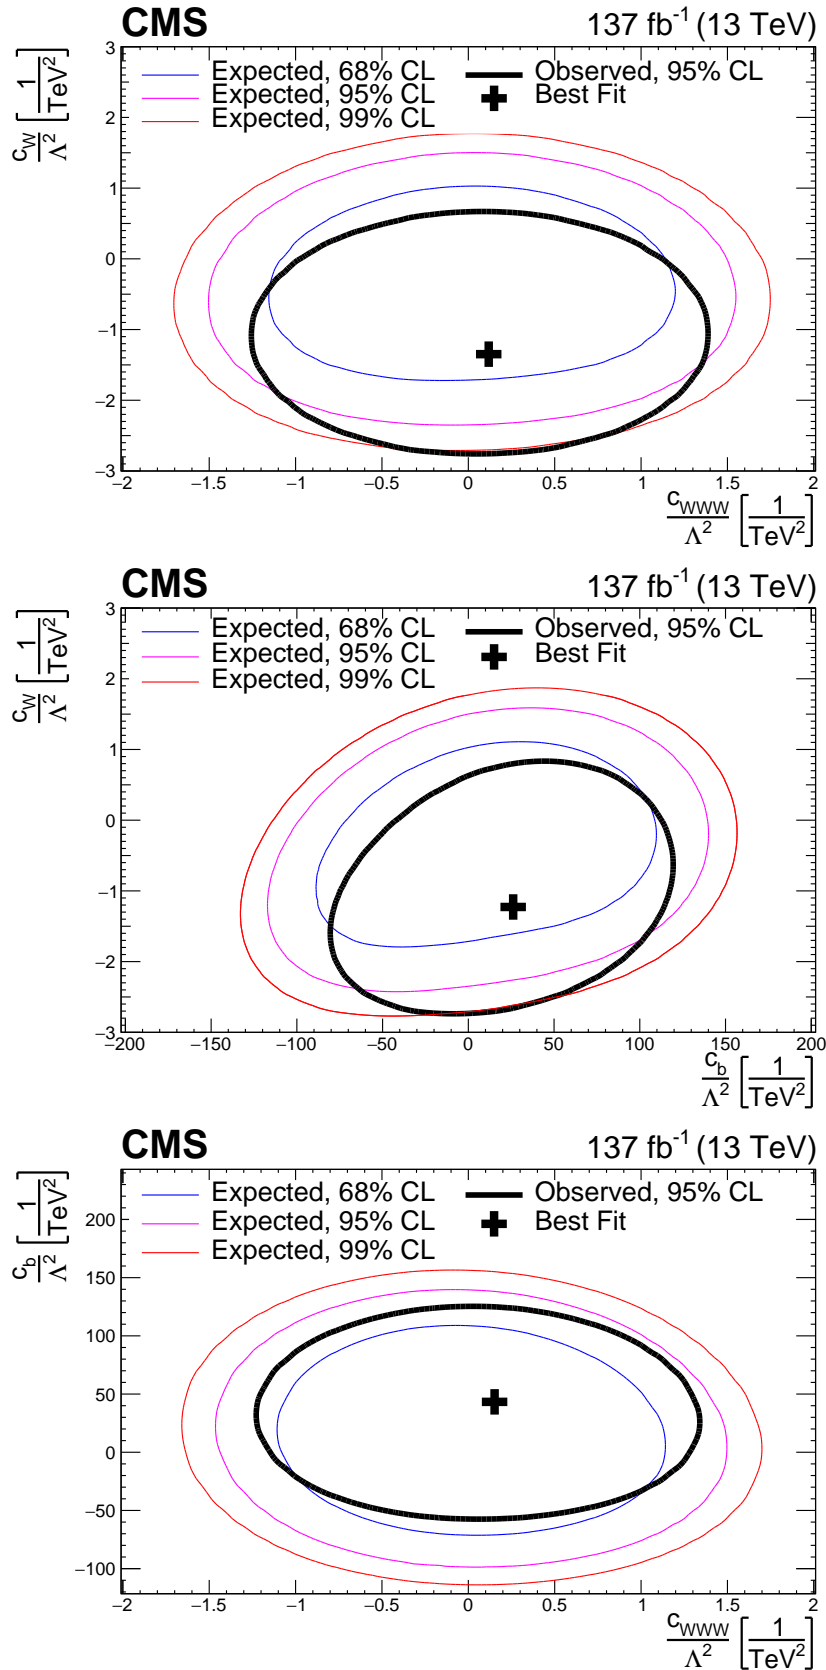 CMS 137 fb⁻¹ (13 TeV)
c_W/Λ² [1/TeV²]
Expected, 68% CL Observed, 95% CL
Expected, 95% CL Best Fit
Expected, 99% CL
3
2
1
0
−1
−2
−3
−2 −1.5 −1 −0.5 0 0.5 1 1.5 2
c_WWW/Λ² [1/TeV²]
CMS 137 fb⁻¹ (13 TeV)
c_W/Λ² [1/TeV²]
Expected, 68% CL Observed, 95% CL
Expected, 95% CL Best Fit
Expected, 99% CL
3
2
1
0
−1
−2
−3
−200 −150 −100 −50 0 50 100 150 200
c_b/Λ² [1/TeV²]
CMS 137 fb⁻¹ (13 TeV)
c_b/Λ² [1/TeV²]
Expected, 68% CL Observed, 95% CL
Expected, 95% CL Best Fit
Expected, 99% CL
200
150
100
50
0
−50
−100
−2 −1.5 −1 −0.5 0 0.5 1 1.5 2
c_WWW/Λ² [1/TeV²]